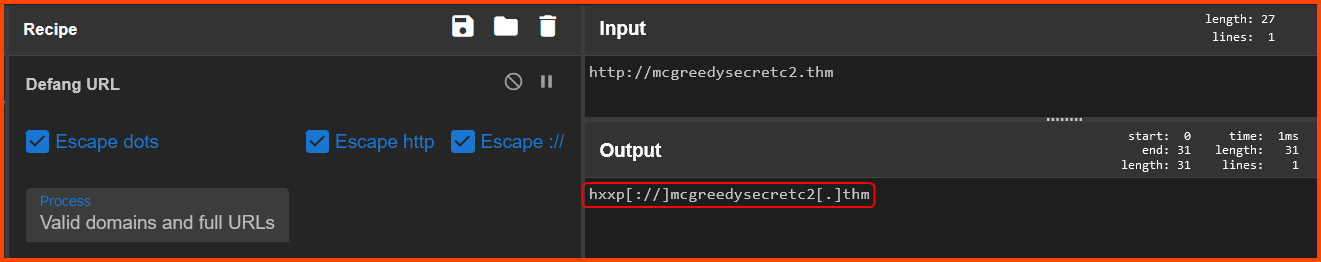 Recipe
Defang URL
Escape dots
Escape http
Escape ://
Process
Valid domains and full URLs
Input
length: 27
lines: 1
http://mcgreedysecretc2.thm
Output
start: 0 time: 1ms
end: 31 length: 31
length: 31 lines: 1
hxxp[://]mcgreedysecretc2[.]thm